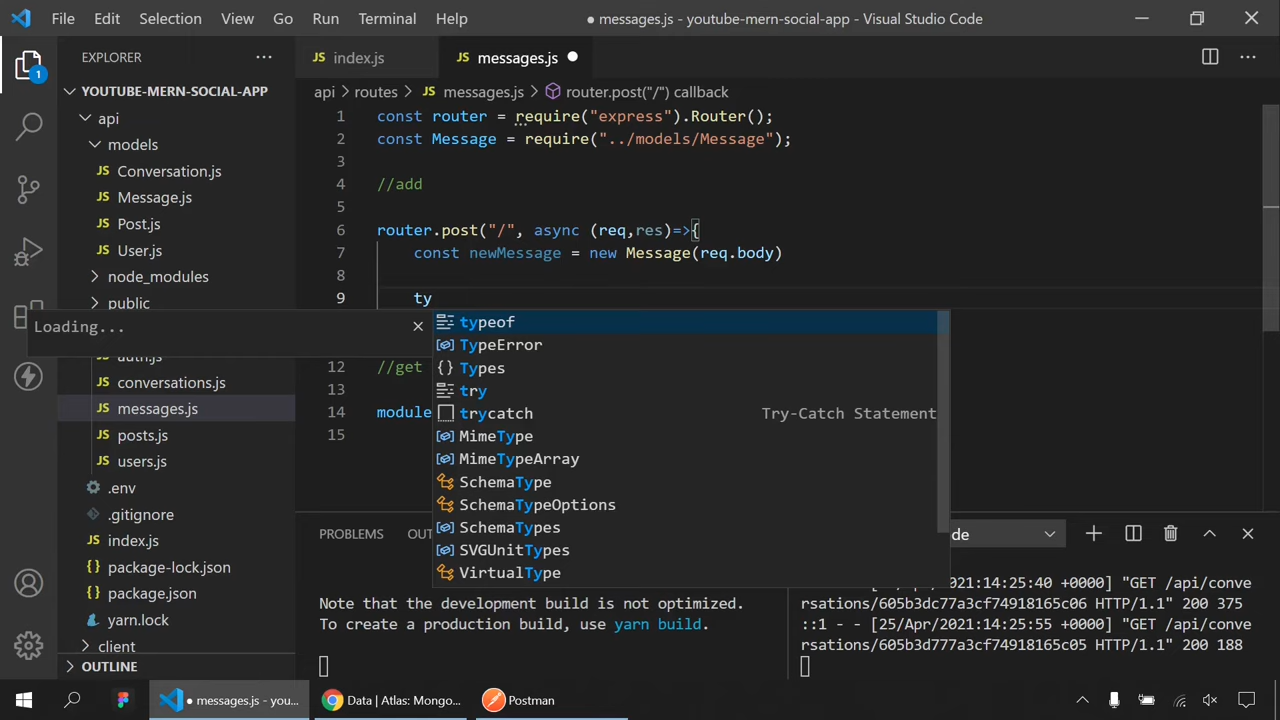 File Edit Selection View Go Run Terminal Help
● messages.js - youtube-mern-social-app - Visual Studio Code
EXPLORER
JS index.js
JS messages.js ●
1
YOUTUBE-MERN-SOCIAL-APP
api > routes > JS messages.js > router.post("/") callback
api
models
JS Conversation.js
JS Message.js
JS Post.js
JS User.js
node_modules
public
Loading...
auth.js
JS conversations.js
JS messages.js
JS posts.js
JS users.js
.env
.gitignore
JS index.js
{} package-lock.json
{} package.json
yarn.lock
client
OUTLINE
1 const router = require("express").Router();
2 const Message = require("../models/Message");
3
4 //add
5
6 router.post("/", async (req,res)=>{
7 const newMessage = new Message(req.body)
8
9 ty
12 //get
13
14 module
15
typeof
TypeError
{} Types
try
trycatch Try-Catch Statement
MimeType
MimeTypeArray
SchemaType
SchemaTypeOptions
SchemaTypes
SVGUnitTypes
VirtualType
PROBLEMS OU
de
Note that the development build is not optimized.
To create a production build, use yarn build.
/Apr/2021:14:25:40 +0000] "GET /api/conve
rsations/605b3dc77a3cf74918165c06 HTTP/1.1" 200 375
::1 - - [25/Apr/2021:14:25:55 +0000] "GET /api/conve
rsations/605b3dc77a3cf74918165c05 HTTP/1.1" 200 188
● messages.js - you...
Data | Atlas: Mongo...
Postman